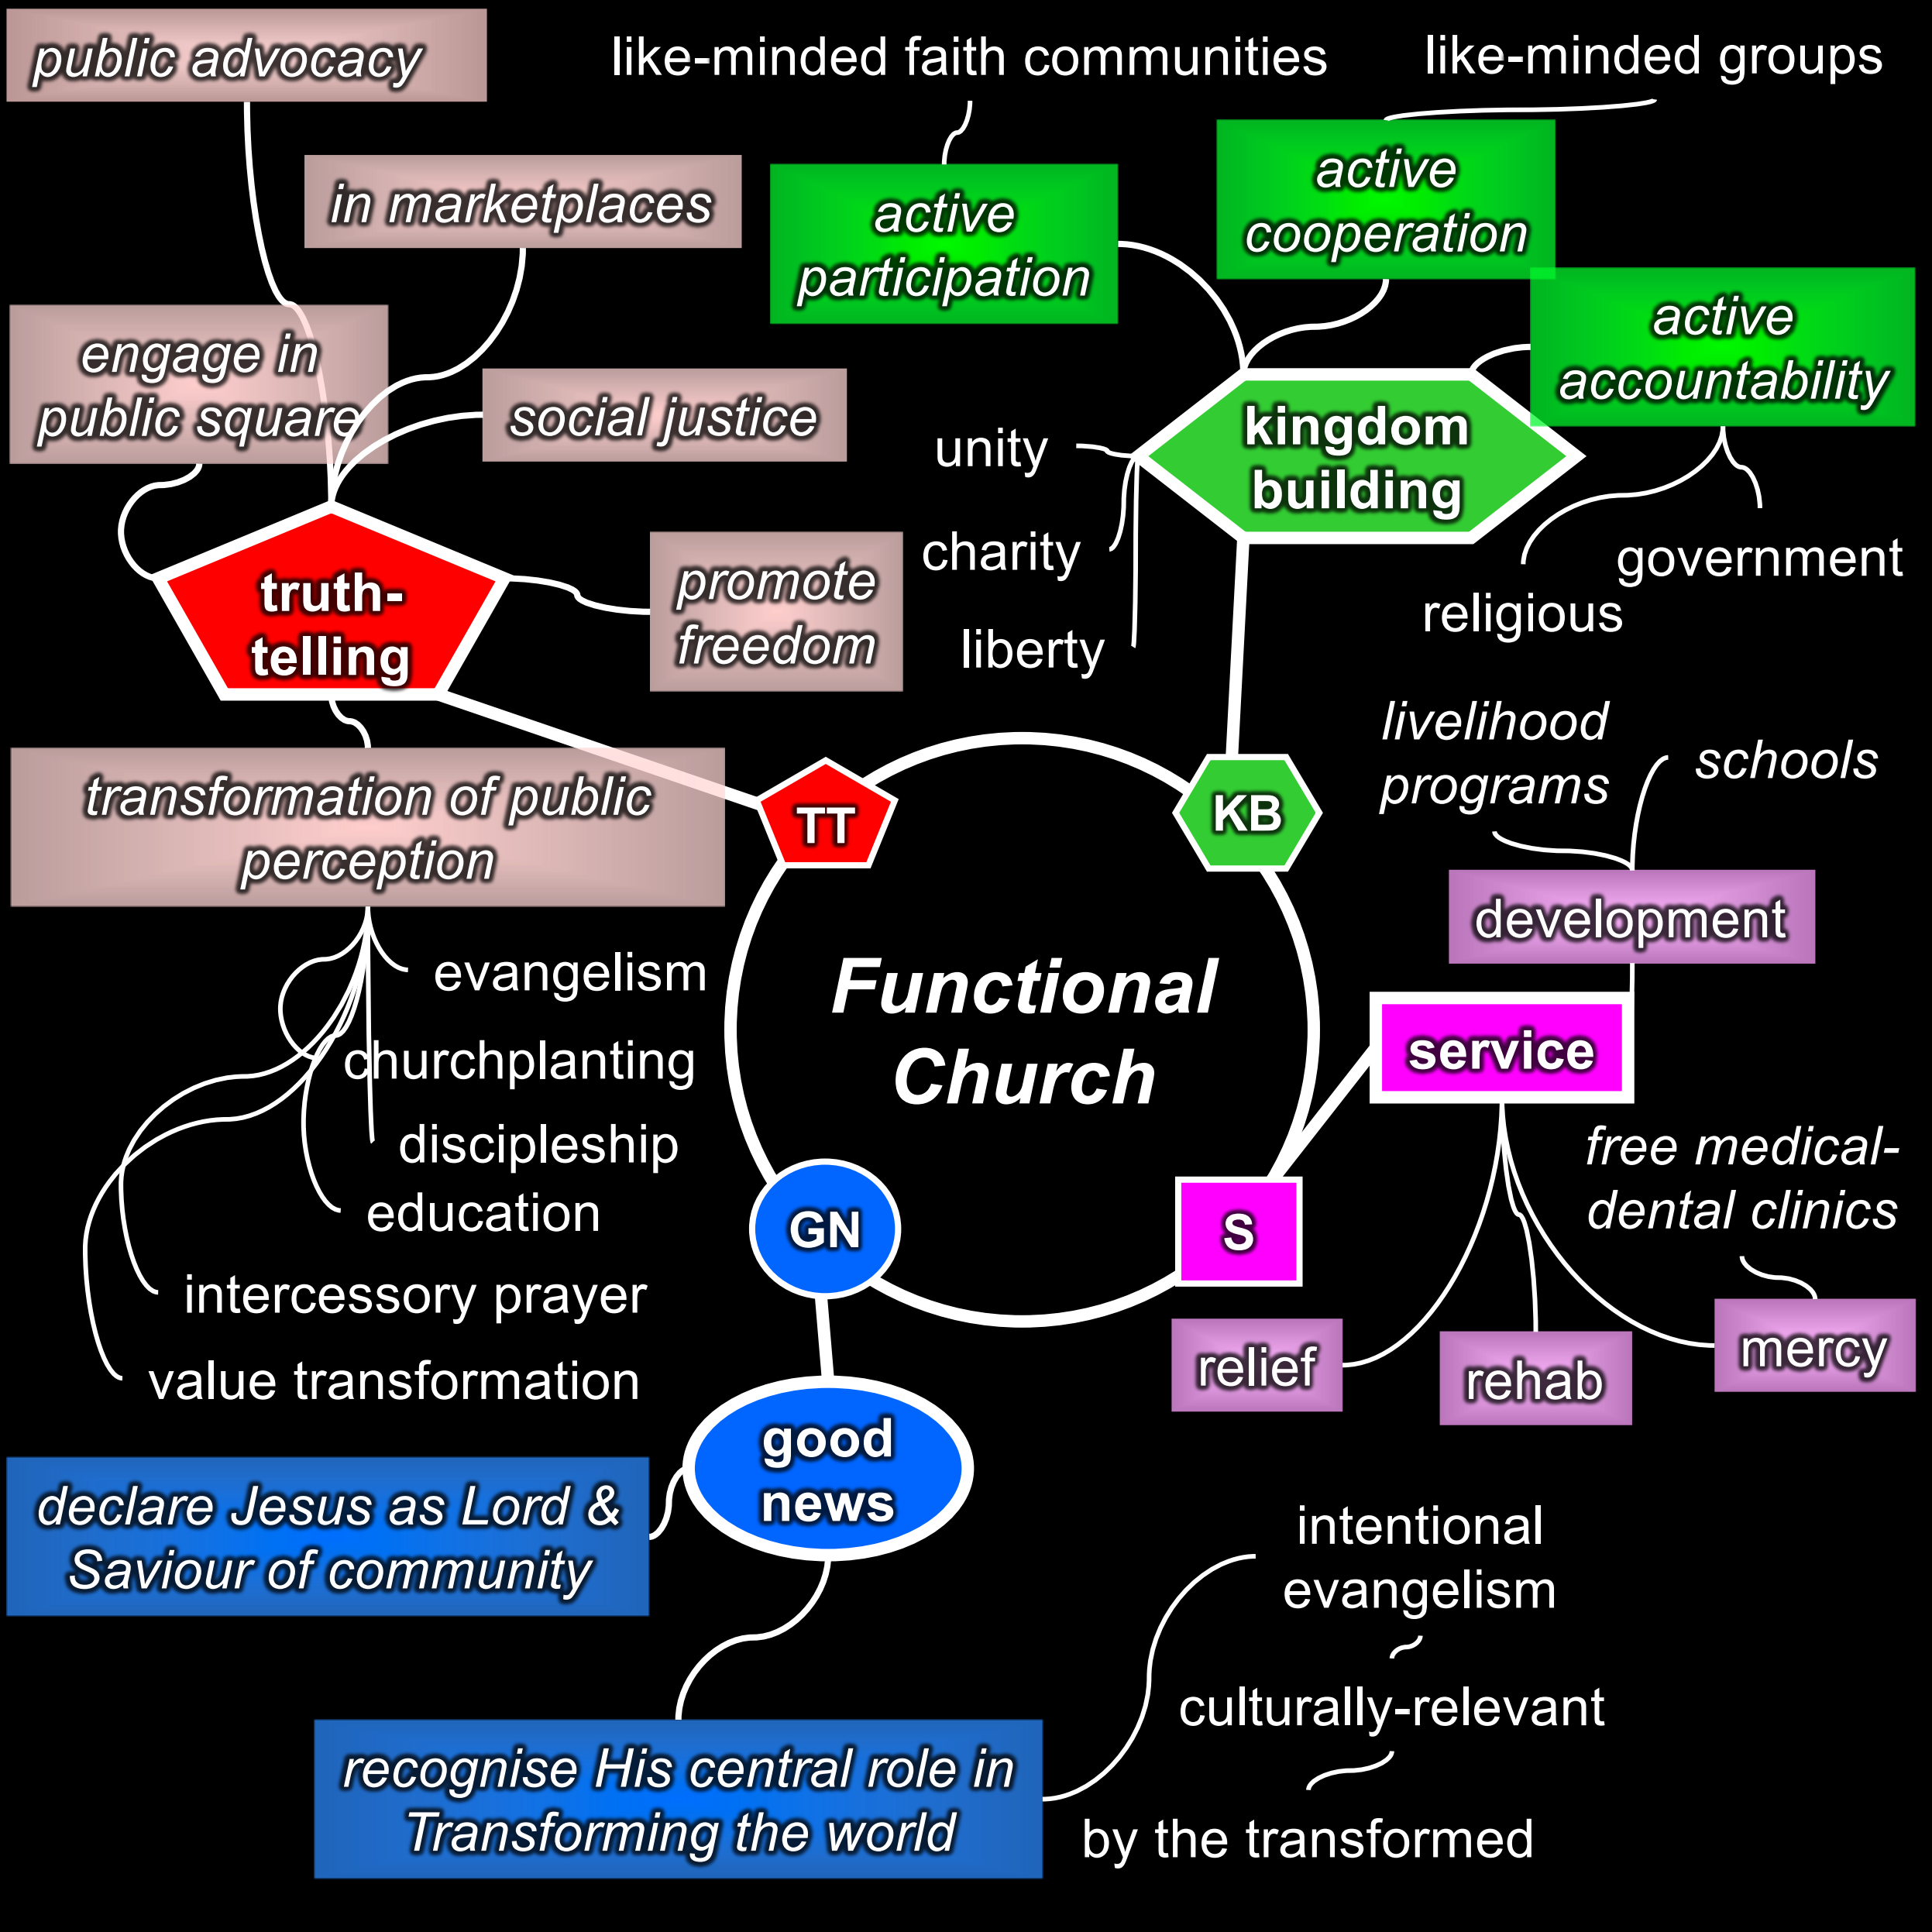 public advocacy
like-minded faith communities
like-minded groups
in marketplaces
active
participation
active
cooperation
engage in
public square
social justice
active
accountability
unity
kingdom
building
charity
government
religious
liberty
truth-
telling
promote
freedom
livelihood
programs
schools
transformation of public
perception
TT
KB
development
evangelism
churchplanting
discipleship
education
intercessory prayer
value transformation
Functional
Church
service
free medical-
dental clinics
GN
S
relief
rehab
mercy
good
news
declare Jesus as Lord &
Saviour of community
intentional
evangelism
culturally-relevant
by the transformed
recognise His central role in
Transforming the world